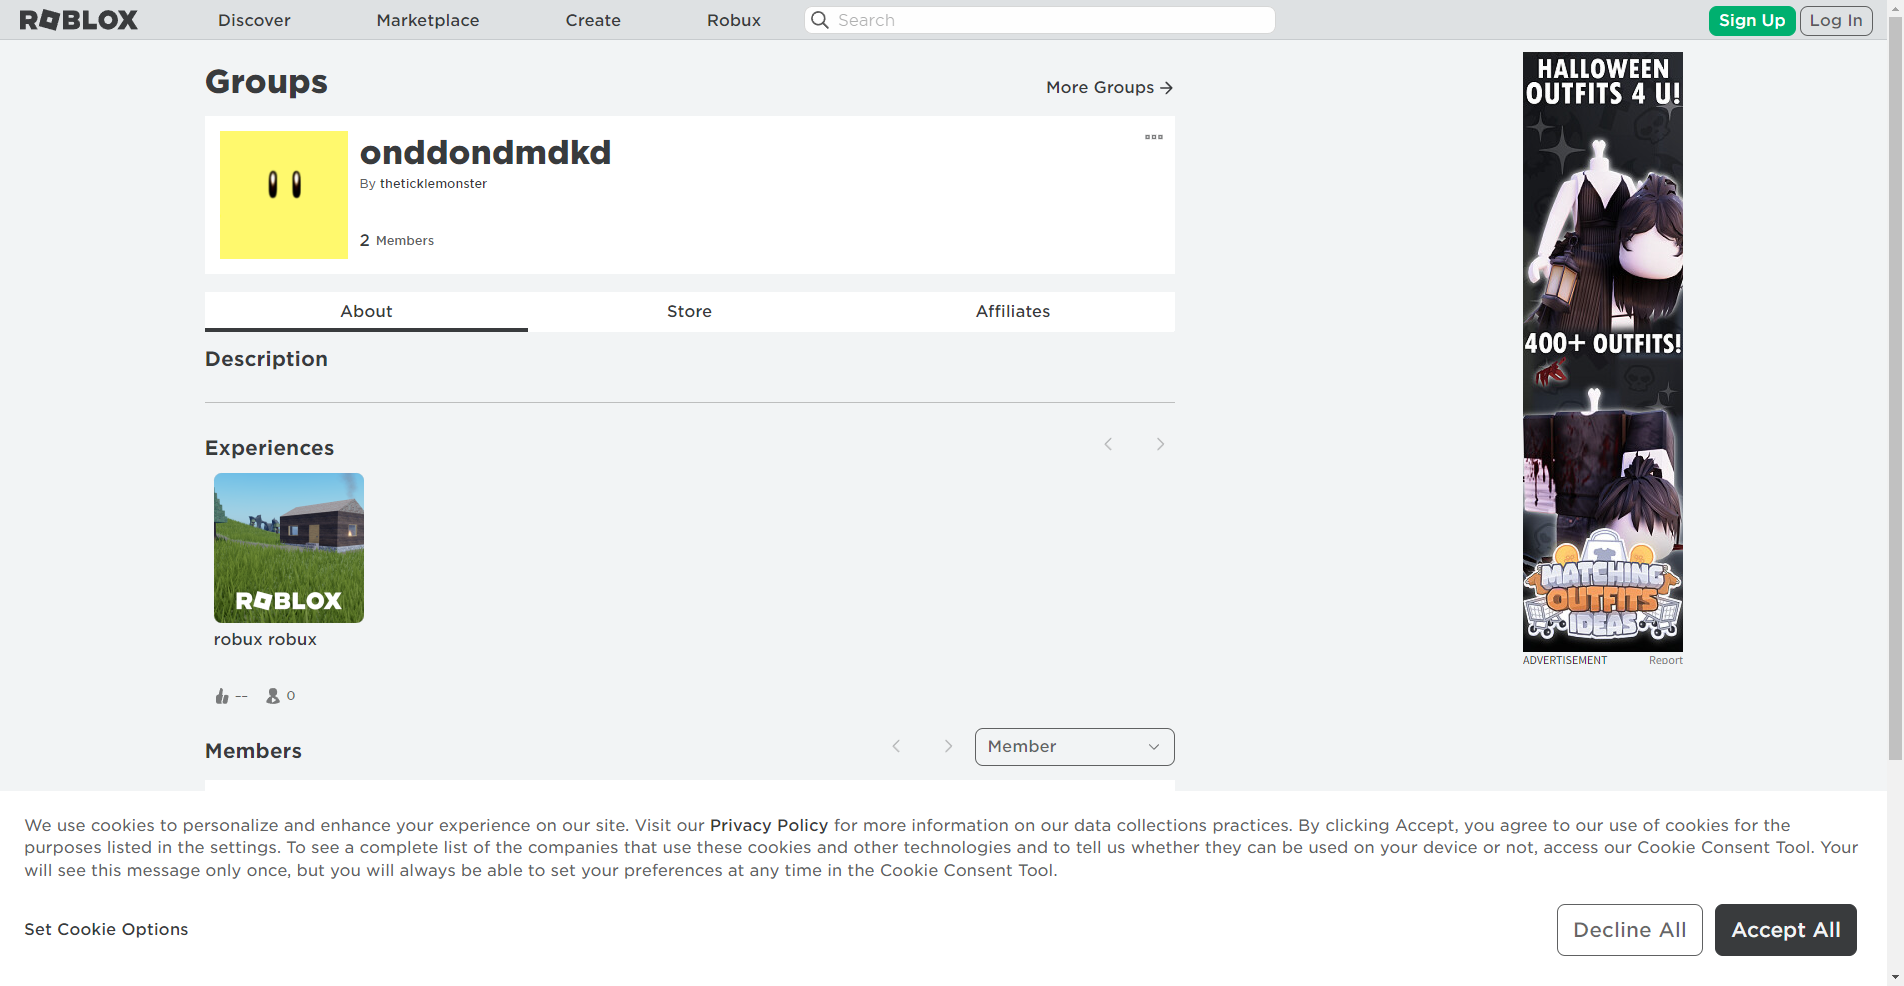 ROBLOX
Discover
Marketplace
Create
Robux
Search
Sign Up
Log In
Groups
More Groups
onddondmdkd
By theticklemonster
2 Members
About
Store
Affiliates
Description
Experiences
ROBLOX
robux robux
--
0
Members
Member
HALLOWEEN
OUTFITS 4 U!
400+ OUTFITS!
MATCHING
OUTFITS
IDEAS
ADVERTISEMENT
Report
We use cookies to personalize and enhance your experience on our site. Visit our Privacy Policy for more information on our data collections practices. By clicking Accept, you agree to our use of cookies for the
purposes listed in the settings. To see a complete list of the companies that use these cookies and other technologies and to tell us whether they can be used on your device or not, access our Cookie Consent Tool. Your
will see this message only once, but you will always be able to set your preferences at any time in the Cookie Consent Tool.
Set Cookie Options
Decline All
Accept All